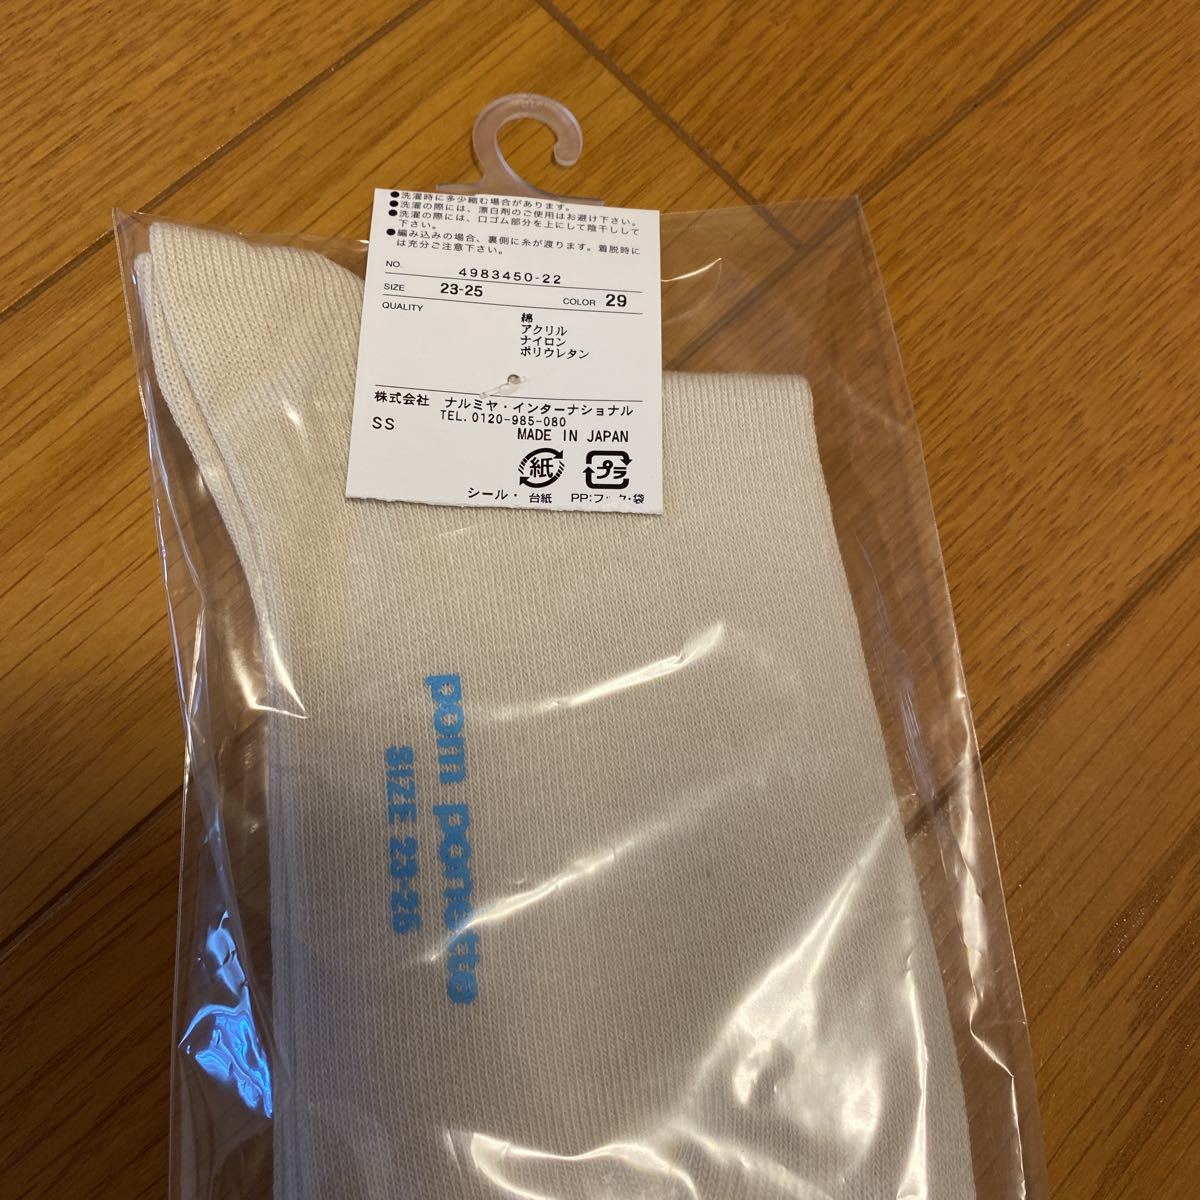 ●洗濯時に多少縮む場合があります。
●洗濯の際には、漂白剤のご使用はお避け下さい。
●洗濯の際には、口ゴム部分を上にして陰干しして
下さい。
●編み込みの場合、裏側に糸が渡ります。着脱時に
は充分ご注意下さい。
NO. 4983450-22
SIZE 23-25 COLOR 29
QUALITY
綿
アクリル
ナイロン
ポリウレタン
株式会社 ナルミヤ・インターナショナル
TEL.0120-985-080
SS MADE IN JAPAN
紙 プラ
シール・台紙 PP:フック・袋
pom ponette
SIZE 23-25